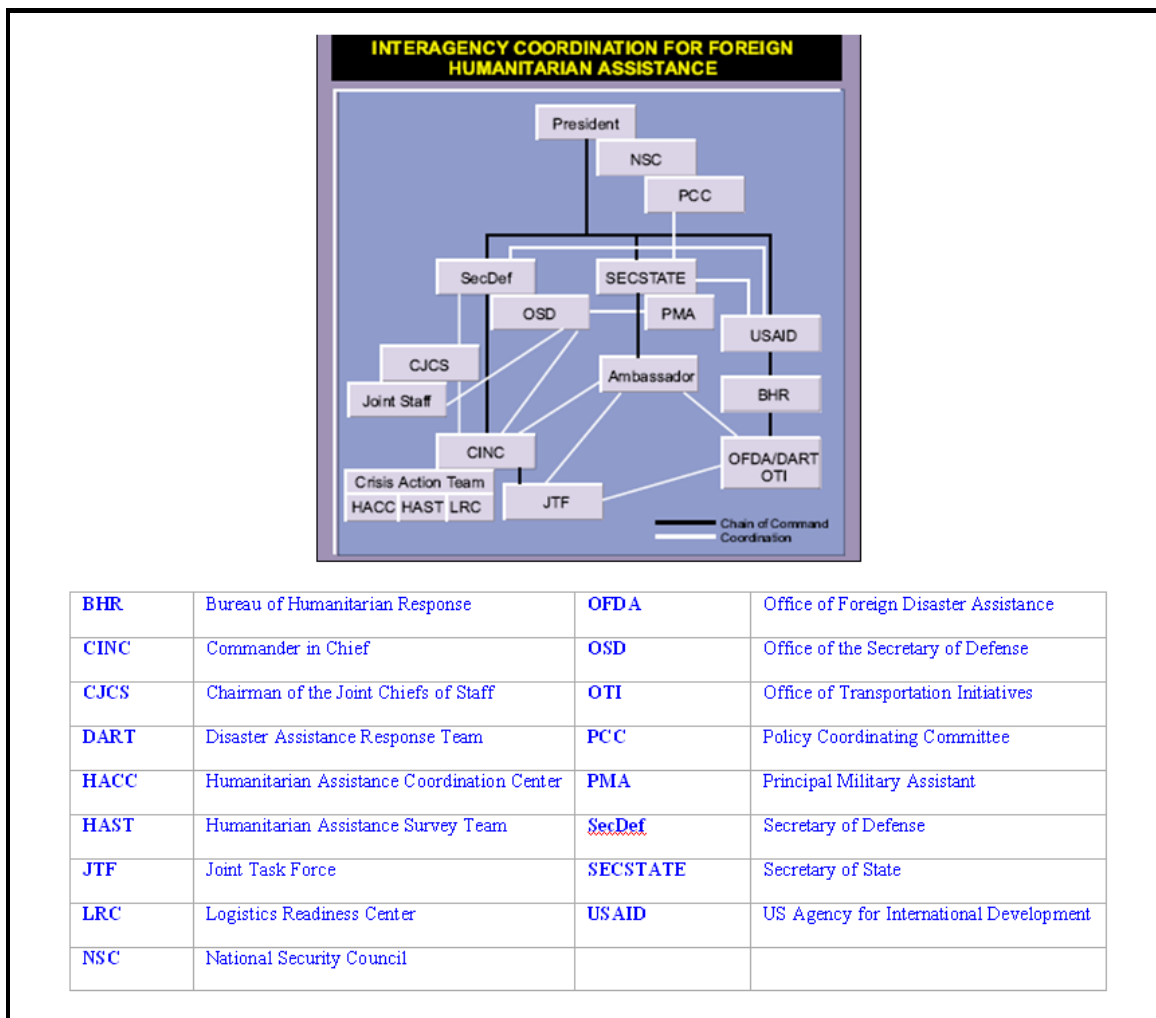 INTERAGENCY COORDINATION FOR FOREIGN
HUMANITARIAN ASSISTANCE
President
NSC
PCC
SecDef
SECSTATE
OSD
PMA
USAID
CJCS
Joint Staff
Ambassador
BHR
CINC
OFDA/DART
OTI
Crisis Action Team
HACC HAST LRC
JTF
Chain of Command
Coordination
BHR Bureau of Humanitarian Response OFDA Office of Foreign Disaster Assistance
CINC Commander in Chief OSD Office of the Secretary of Defense
CJCS Chairman of the Joint Chiefs of Staff OTI Office of Transportation Initiatives
DART Disaster Assistance Response Team PCC Policy Coordinating Committee
HACC Humanitarian Assistance Coordination Center PMA Principal Military Assistant
HAST Humanitarian Assistance Survey Team SecDef Secretary of Defense
JTF Joint Task Force SECSTATE Secretary of State
LRC Logistics Readiness Center USAID US Agency for International Development
NSC National Security Council